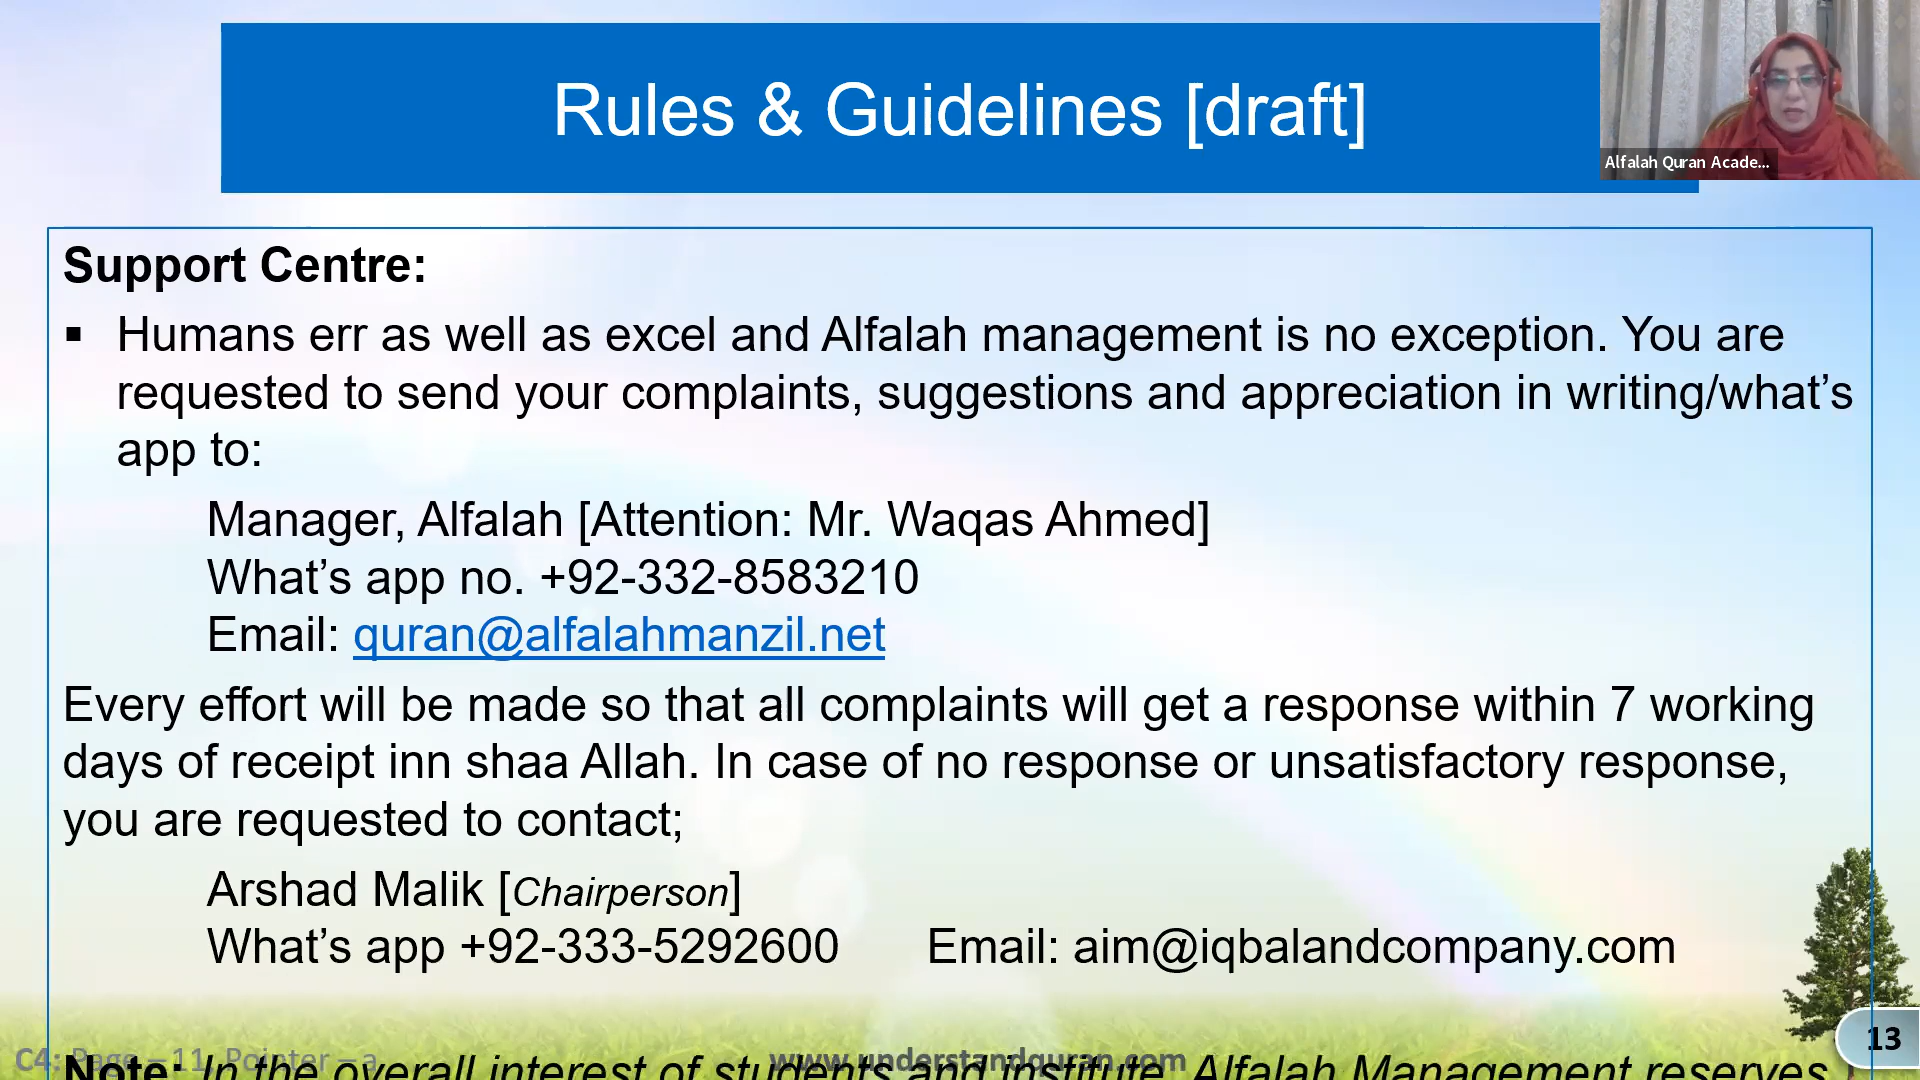 Rules & Guidelines [draft]
Alfalah Quran Acade...
Support Centre:
▪ Humans err as well as excel and Alfalah management is no exception. You are
requested to send your complaints, suggestions and appreciation in writing/what’s
app to:
Manager, Alfalah [Attention: Mr. Waqas Ahmed]
What’s app no. +92-332-8583210
Email: quran@alfalahmanzil.net
Every effort will be made so that all complaints will get a response within 7 working
days of receipt inn shaa Allah. In case of no response or unsatisfactory response,
you are requested to contact;
Arshad Malik [Chairperson]
What’s app +92-333-5292600 Email: aim@iqbalandcompany.com
13
C4: Page – 11, Pointer – a
www.understandquran.com
Note: In the overall interest of students and institute, Alfalah Management reserves